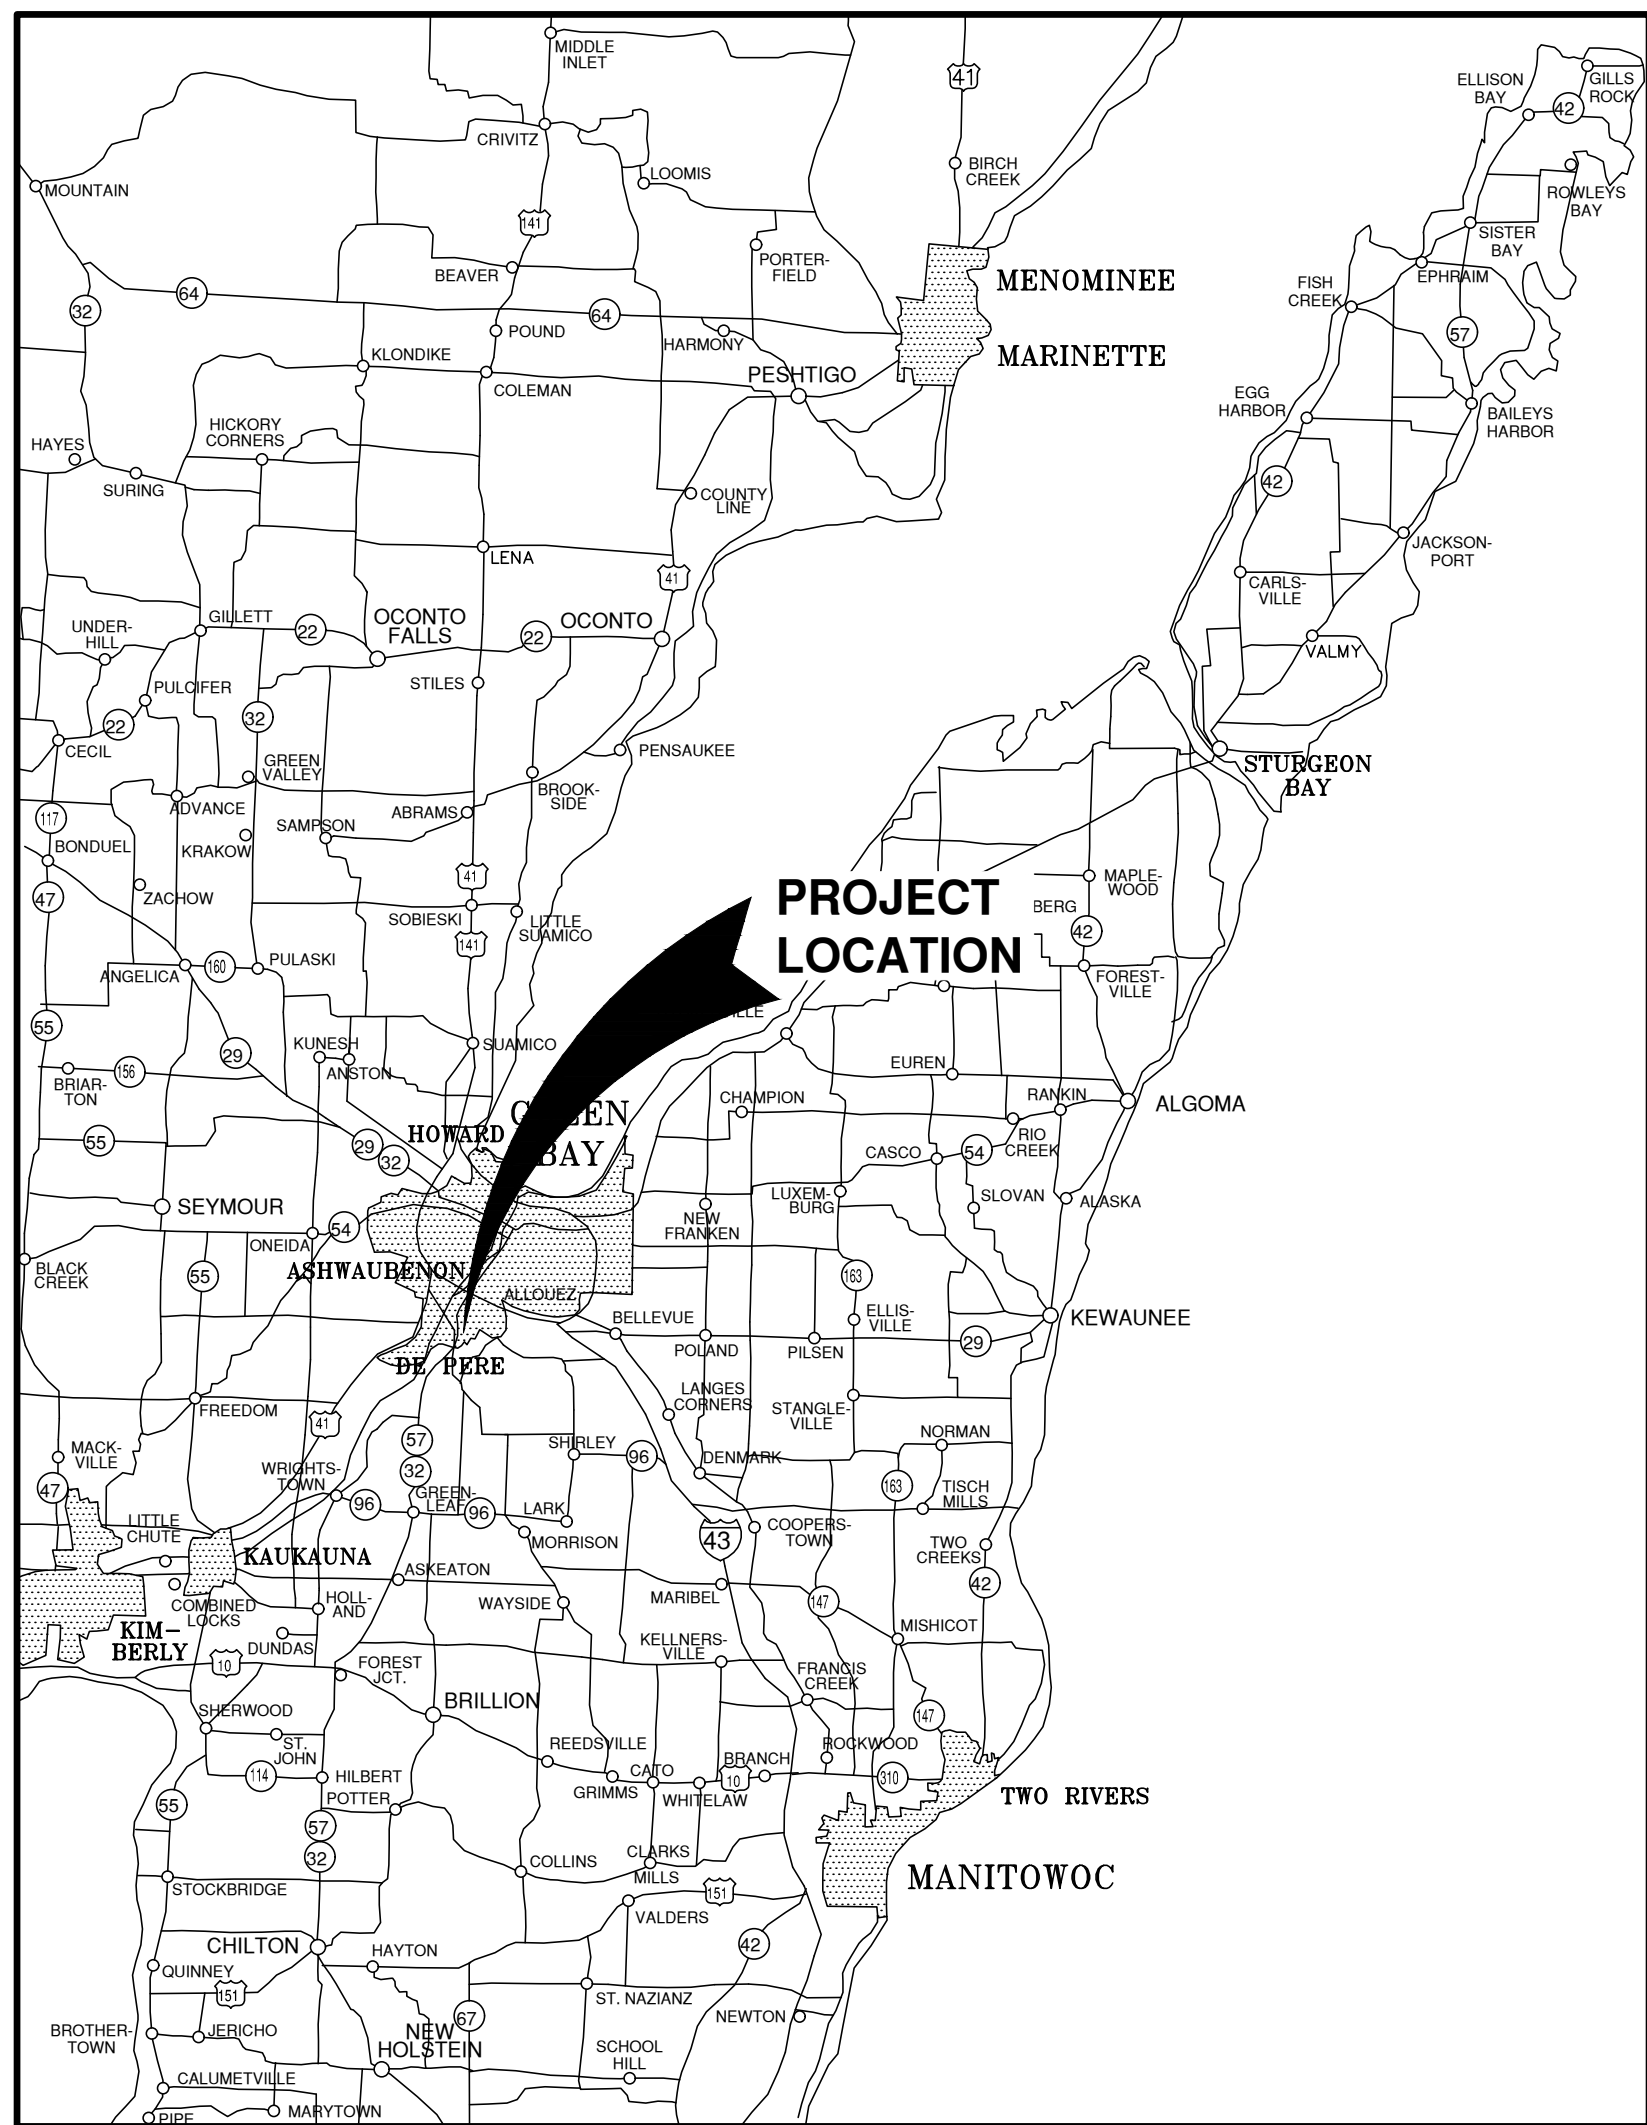 MIDDLE
INLET
41
ELLISON
BAY
GILLS
ROCK
42
CRIVITZ
BIRCH
CREEK
LOOMIS
MOUNTAIN
ROWLEYS
BAY
141
SISTER
BAY
PORTER-
FIELD
BEAVER
MENOMINEE
EPHRAIM
FISH
CREEK
64
32
64
POUND
HARMONY
57
KLONDIKE
MARINETTE
PESHTIGO
COLEMAN
EGG
HARBOR
BAILEYS
HARBOR
HICKORY
CORNERS
HAYES
SURING
42
COUNTY
LINE
LENA
JACKSON-
PORT
41
CARLS-
VILLE
GILLETT
22
OCONTO
FALLS
22
OCONTO
UNDER-
HILL
VALMY
PULCIFER
STILES
22
32
CECIL
PENSAUKEE
GREEN
VALLEY
STURGEON
BAY
BROOK-
SIDE
ADVANCE
ABRAMS
117
SAMPSON
BONDUEL
KRAKOW
41
MAPLE-
WOOD
47
ZACHOW
PROJECT
LOCATION
BERG
SOBIESKI
LITTLE
SUAMICO
42
141
ANGELICA
160
PULASKI
FOREST-
VILLE
ILLE
55
29
KUNESH
SUAMICO
ANSTON
EUREN
BRIAR-
TON
156
CHAMPION
RANKIN
ALGOMA
GREEN
BAY
HOWARD
RIO
CREEK
55
29
32
CASCO
54
LUXEM-
BURG
SLOVAN
ALASKA
SEYMOUR
NEW
FRANKEN
54
ONEIDA
BLACK
CREEK
55
ASHWAUBENON
ALLOUEZ
163
ELLIS-
VILLE
BELLEVUE
KEWAUNEE
29
POLAND
PILSEN
DE PERE
LANGES
CORNERS
STANGLE-
VILLE
FREEDOM
41
57
NORMAN
SHIRLEY
96
DENMARK
MACK-
VILLE
WRIGHTS-
TOWN
32
163
TISCH
MILLS
47
96
GREEN-
LEAF
96
LARK
LITTLE
CHUTE
43
COOPERS-
TOWN
MORRISON
TWO
CREEKS
KAUKAUNA
ASKEATON
42
COMBINED
LOCKS
HOLL-
AND
WAYSIDE
MARIBEL
147
MISHICOT
KIM-
BERLY
DUNDAS
KELLNERS-
VILLE
10
FOREST
JCT.
FRANCIS
CREEK
BRILLION
SHERWOOD
147
ST.
JOHN
REEDSVILLE
ROCKWOOD
BRANCH
CATO
114
HILBERT
GRIMMS
WHITELAW
10
310
POTTER
TWO RIVERS
55
57
32
COLLINS
CLARKS
MILLS
MANITOWOC
STOCKBRIDGE
151
VALDERS
CHILTON
HAYTON
42
QUINNEY
151
ST. NAZIANZ
67
NEWTON
BROTHER-
TOWN
JERICHO
NEW
HOLSTEIN
SCHOOL
HILL
CALUMETVILLE
MARYTOWN
PIPE